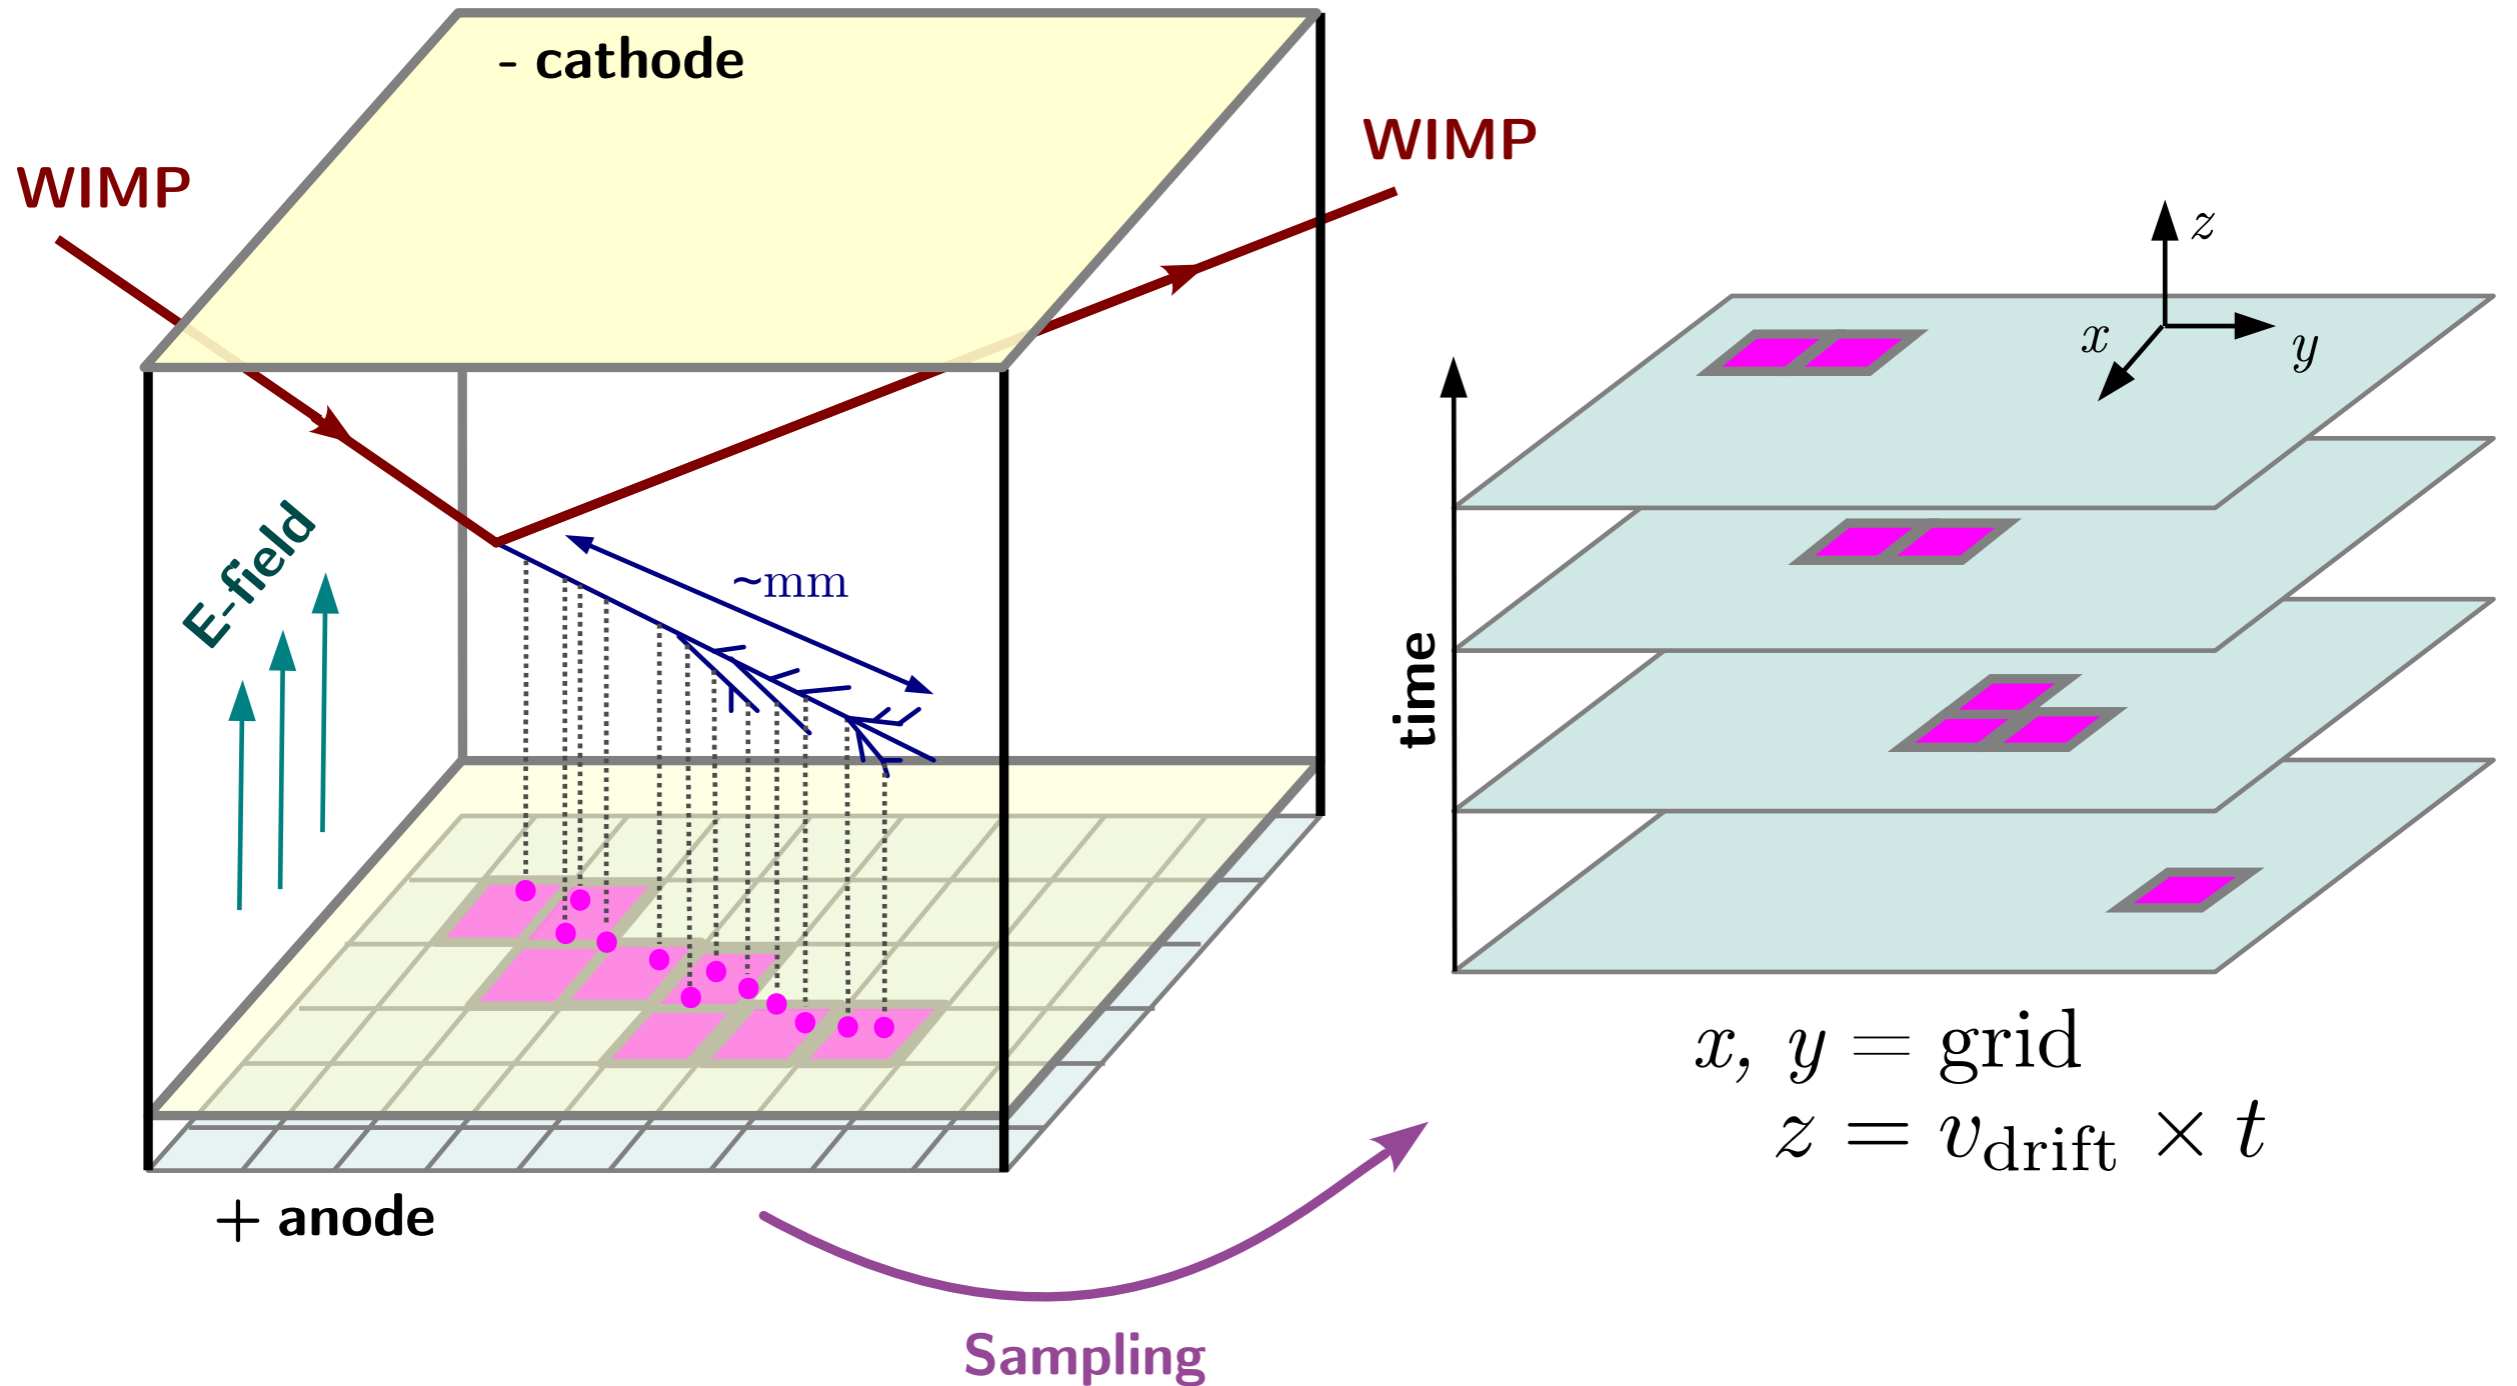 - cathode
WIMP
WIMP
E-field
~mm
+ anode
Sampling
time
z
x
y
x, y = grid
z = v_drift × t